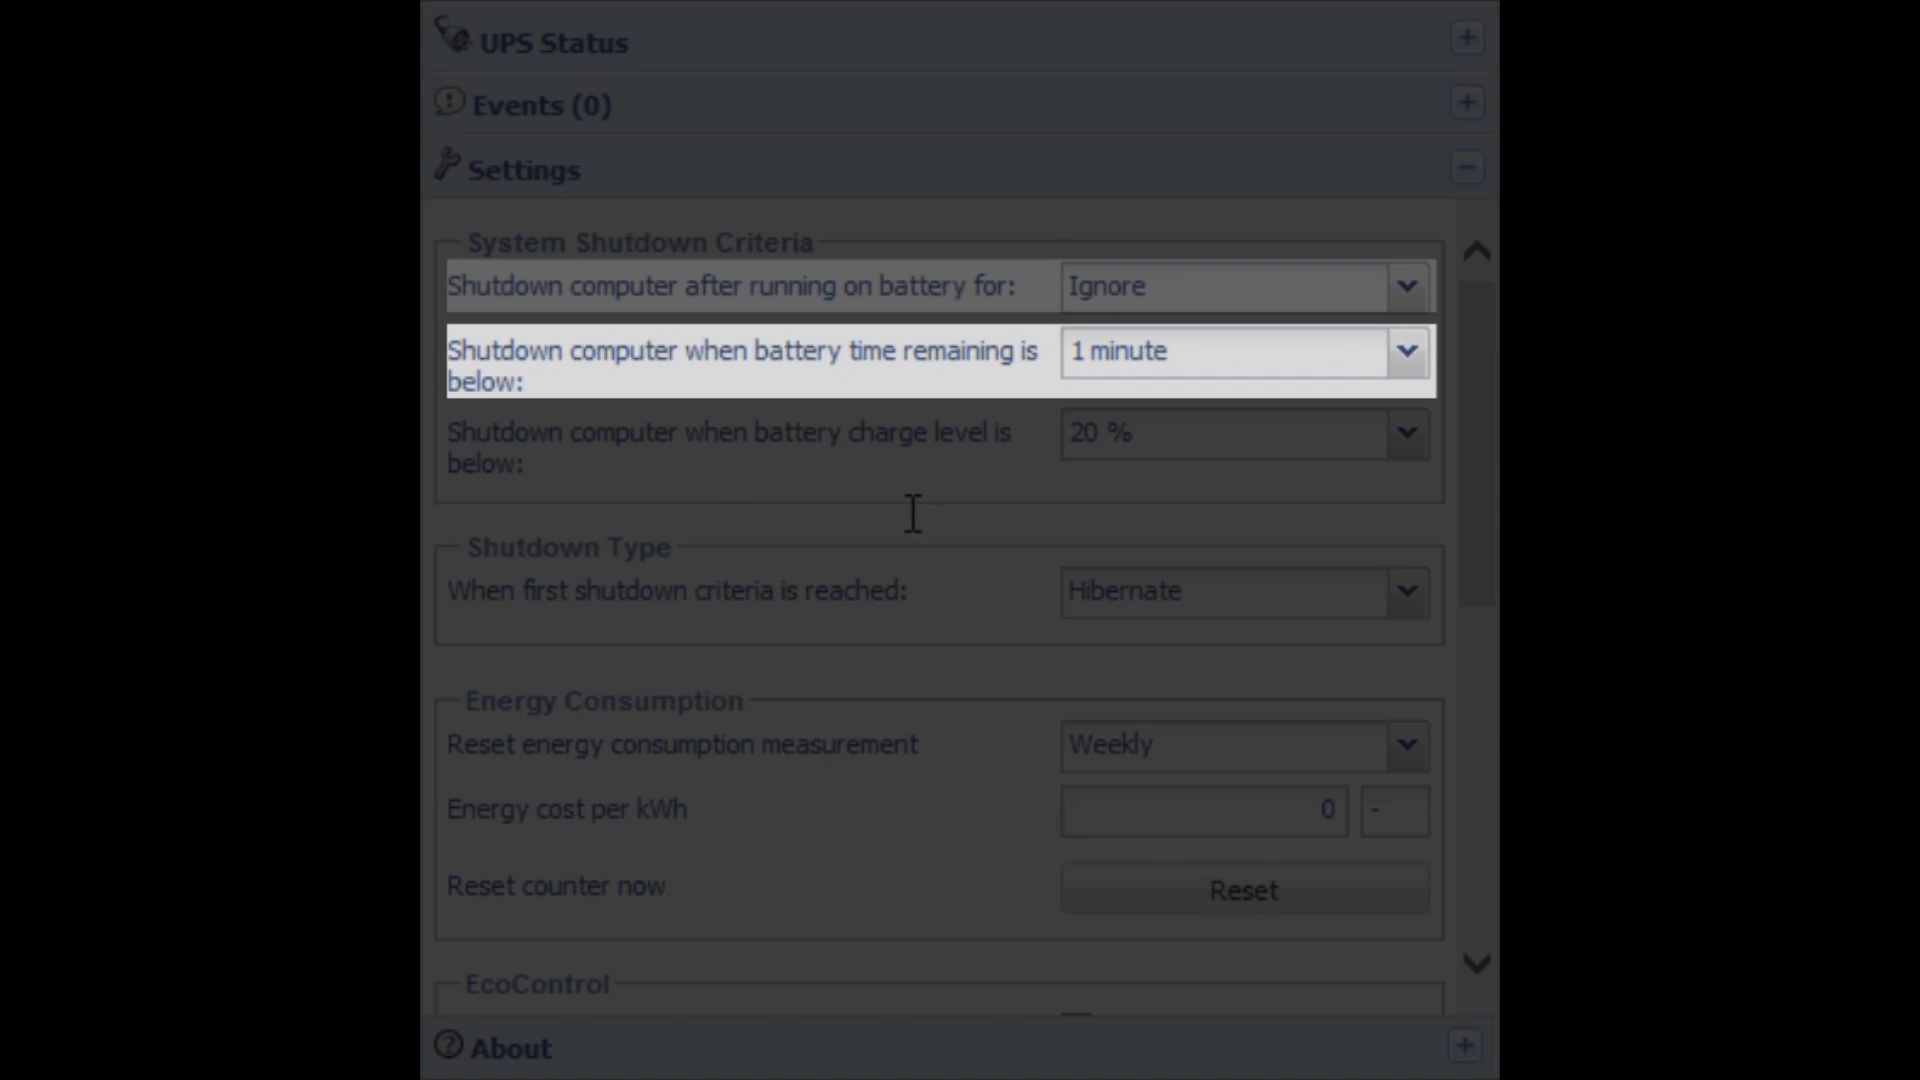 UPS Status
Events (0)
Settings
System Shutdown Criteria
Shutdown computer after running on battery for: Ignore
Shutdown computer when battery time remaining is 1 minute
below:
Shutdown computer when battery charge level is 20 %
below:
Shutdown Type
When first shutdown criteria is reached: Hibernate
Energy Consumption
Reset energy consumption measurement Weekly
Energy cost per kWh 0 -
Reset counter now Reset
EcoControl
About